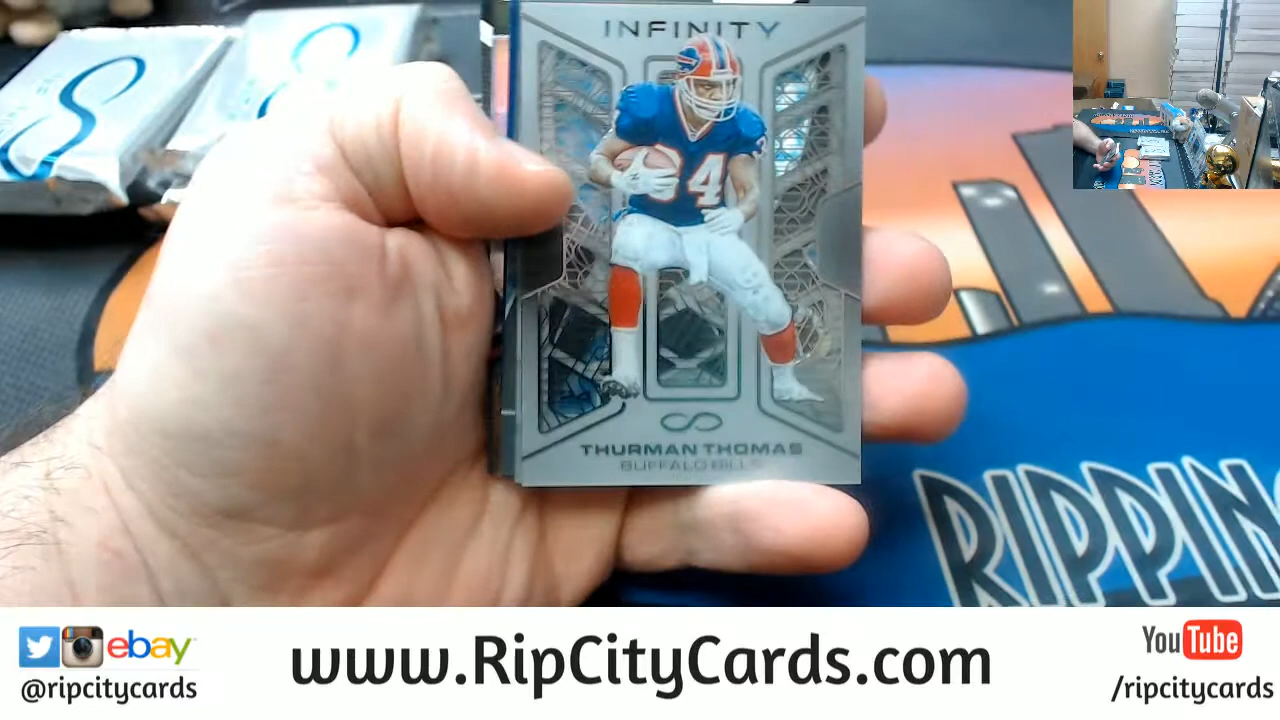 INFINITY
34
THURMAN THOMAS
BUFFALO BILLS
RIPPIN
ebay
@ripcitycards
www.RipCityCards.com
YouTube
/ripcitycards